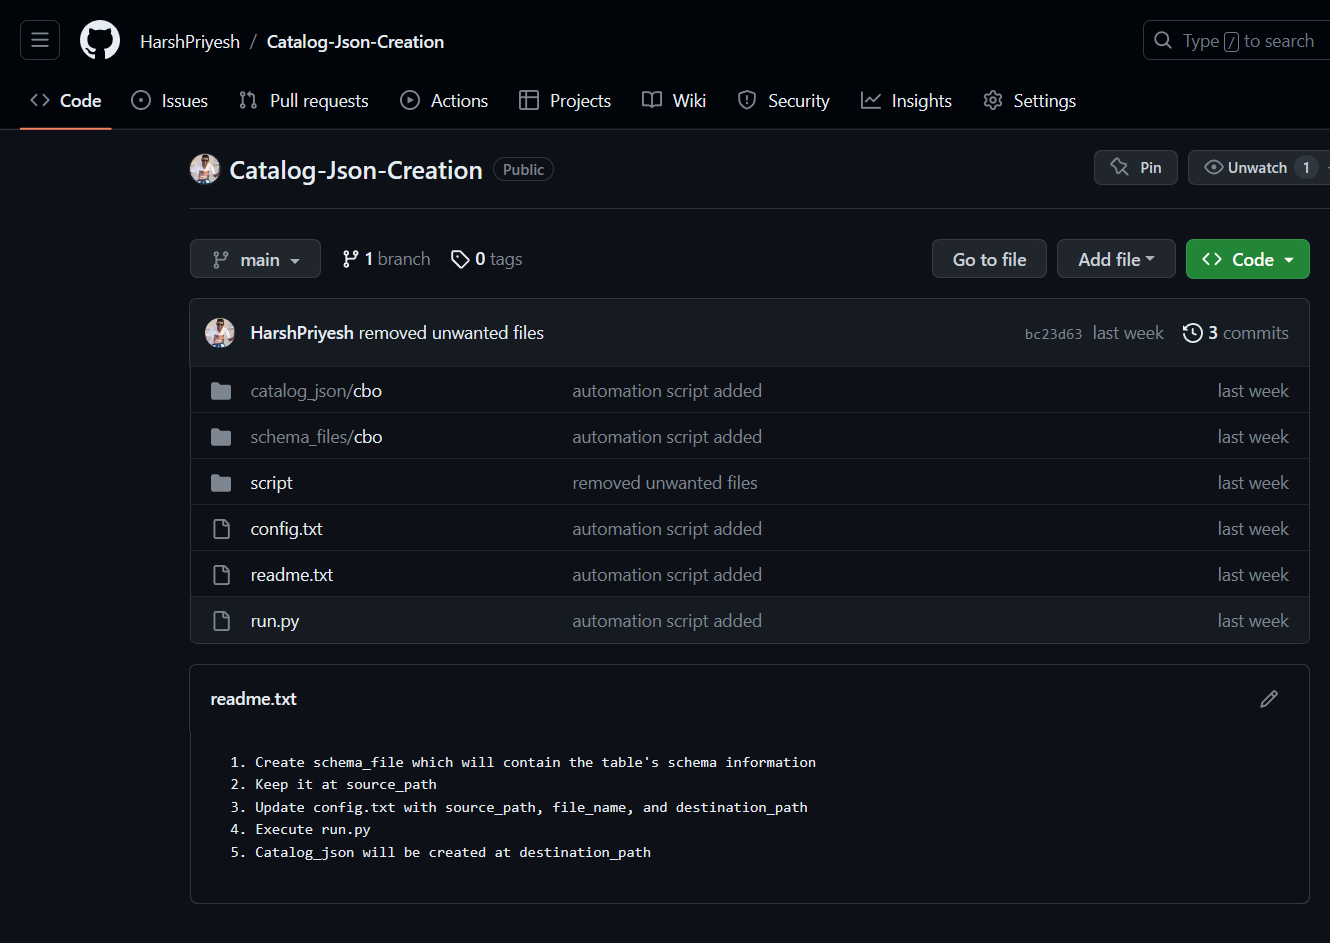 HarshPriyesh / Catalog-Json-Creation
Type / to search
Code Issues Pull requests Actions Projects Wiki Security Insights Settings
Catalog-Json-Creation Public
Pin Unwatch 1
main 1 branch 0 tags Go to file Add file Code
HarshPriyesh removed unwanted files bc23d63 last week 3 commits
catalog_json/cbo automation script added last week
schema_files/cbo automation script added last week
script removed unwanted files last week
config.txt automation script added last week
readme.txt automation script added last week
run.py automation script added last week
readme.txt
1. Create schema_file which will contain the table's schema information
2. Keep it at source_path
3. Update config.txt with source_path, file_name, and destination_path
4. Execute run.py
5. Catalog_json will be created at destination_path